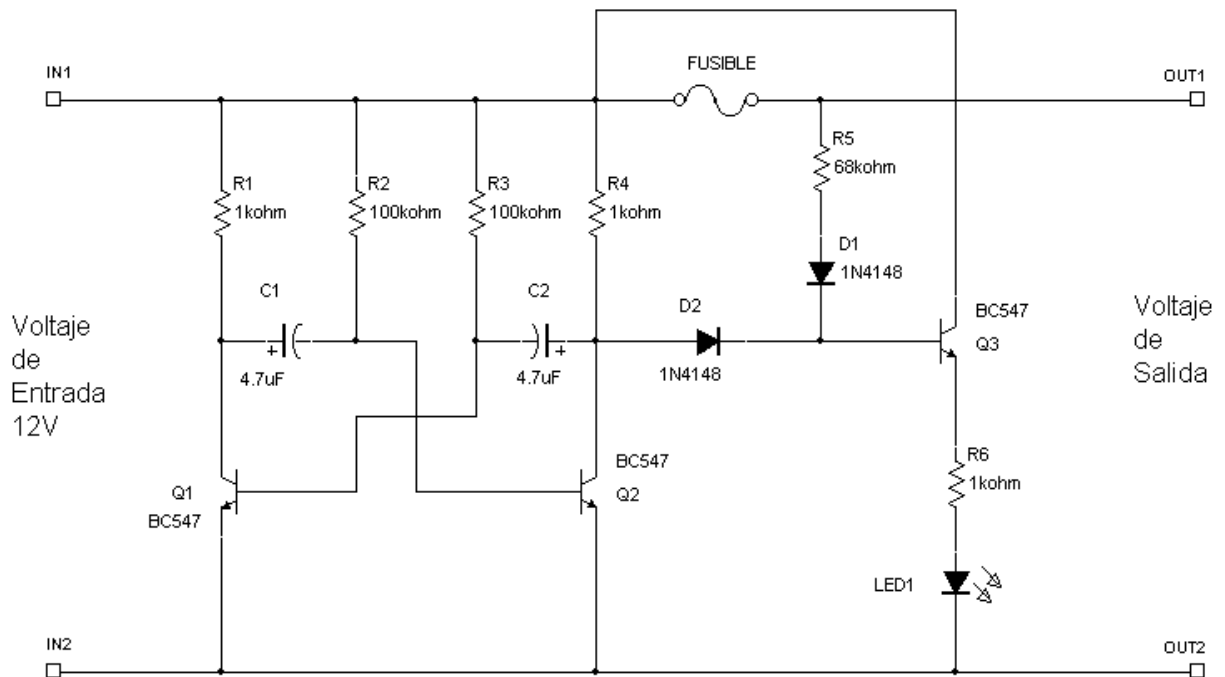 IN1
FUSIBLE
OUT1
R1
1kohm
R2
100kohm
R3
100kohm
R4
1kohm
R5
68kohm
D1
1N4148
C1
4.7uF
+
C2
4.7uF
+
D2
1N4148
BC547
Q3
Voltaje
de
Entrada
12V
Voltaje
de
Salida
Q1
BC547
BC547
Q2
R6
1kohm
LED1
IN2
OUT2